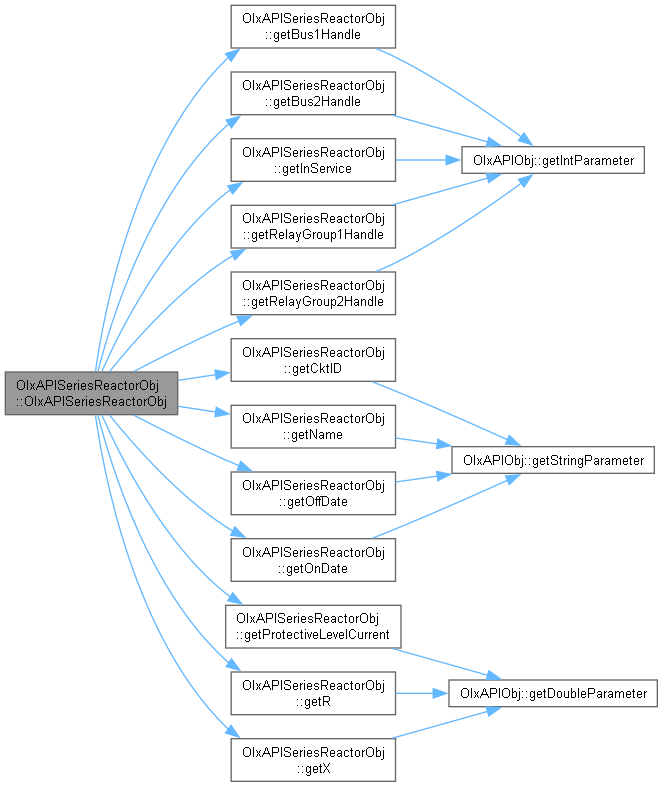 OlxAPISeriesReactorObj
::OlxAPISeriesReactorObj
OlxAPISeriesReactorObj
::getBus1Handle
OlxAPISeriesReactorObj
::getBus2Handle
OlxAPISeriesReactorObj
::getInService
OlxAPISeriesReactorObj
::getRelayGroup1Handle
OlxAPISeriesReactorObj
::getRelayGroup2Handle
OlxAPISeriesReactorObj
::getCktID
OlxAPISeriesReactorObj
::getName
OlxAPISeriesReactorObj
::getOffDate
OlxAPISeriesReactorObj
::getOnDate
OlxAPISeriesReactorObj
::getProtectiveLevelCurrent
OlxAPISeriesReactorObj
::getR
OlxAPISeriesReactorObj
::getX
OlxAPIObj::getIntParameter
OlxAPIObj::getStringParameter
OlxAPIObj::getDoubleParameter